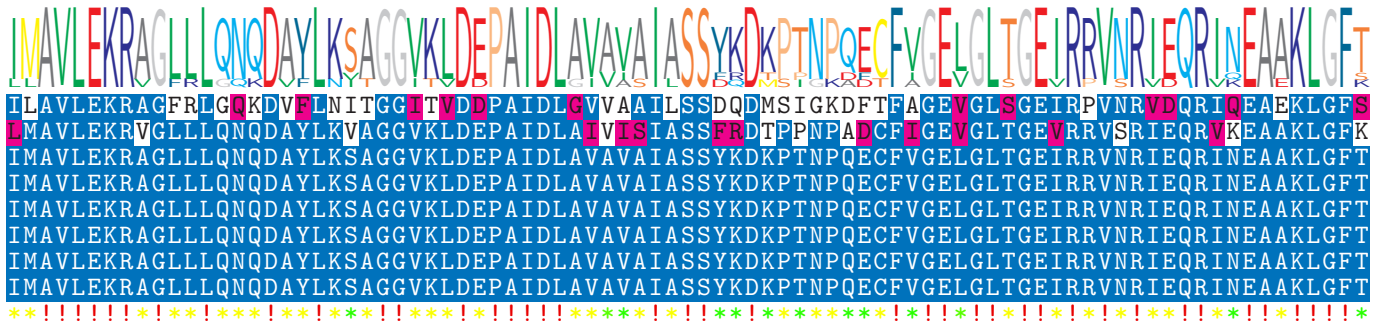 IMAVLEKRAGLLLQNQDAYLKSAGGVKLDEPAIDLAVAVAIASSYKDKPTNPQECFVGELGLTGEIRRVNRIEQRINEAAKLGFT
ILAVLEKRAGFRLGQKDVFLNITGGITVDDPAIDLGVVAAILSSDQDMSIGKDFTFAGEVGLSGEIRPVNRVDQRIQEAEKLGFS
LMAVLEKRVGLLLQNQDAYLKVAGGVKLDEPAIDLAIVISIASSFRDTPPNPADCFIGEVGLTGEVRRVSRIEQRVKEAAKLGFK
IMAVLEKRAGLLLQNQDAYLKSAGGVKLDEPAIDLAVAVAIASSYKDKPTNPQECFVGELGLTGEIRRVNRIEQRINEAAKLGFT
IMAVLEKRAGLLLQNQDAYLKSAGGVKLDEPAIDLAVAVAIASSYKDKPTNPQECFVGELGLTGEIRRVNRIEQRINEAAKLGFT
IMAVLEKRAGLLLQNQDAYLKSAGGVKLDEPAIDLAVAVAIASSYKDKPTNPQECFVGELGLTGEIRRVNRIEQRINEAAKLGFT
IMAVLEKRAGLLLQNQDAYLKSAGGVKLDEPAIDLAVAVAIASSYKDKPTNPQECFVGELGLTGEIRRVNRIEQRINEAAKLGFT
IMAVLEKRAGLLLQNQDAYLKSAGGVKLDEPAIDLAVAVAIASSYKDKPTNPQECFVGELGLTGEIRRVNRIEQRINEAAKLGFT
IMAVLEKRAGLLLQNQDAYLKSAGGVKLDEPAIDLAVAVAIASSYKDKPTNPQECFVGELGLTGEIRRVNRIEQRINEAAKLGFT
**!!!!!!*!**!***!**!***!!***!*!!!!!*****!*!!**!********!*!!*!!*!!*!*!*!**!!**!!*!!!!*